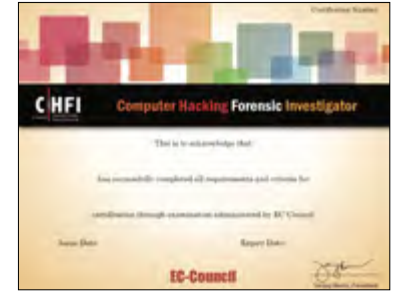 Certification Number
CHFI
Computer Hacking Forensic Investigator
This is to acknowledge that
has successfully completed all requirements and criteria for
certification through examination administered by EC-Council
Issue Date:
Expiry Date:
EC-Council